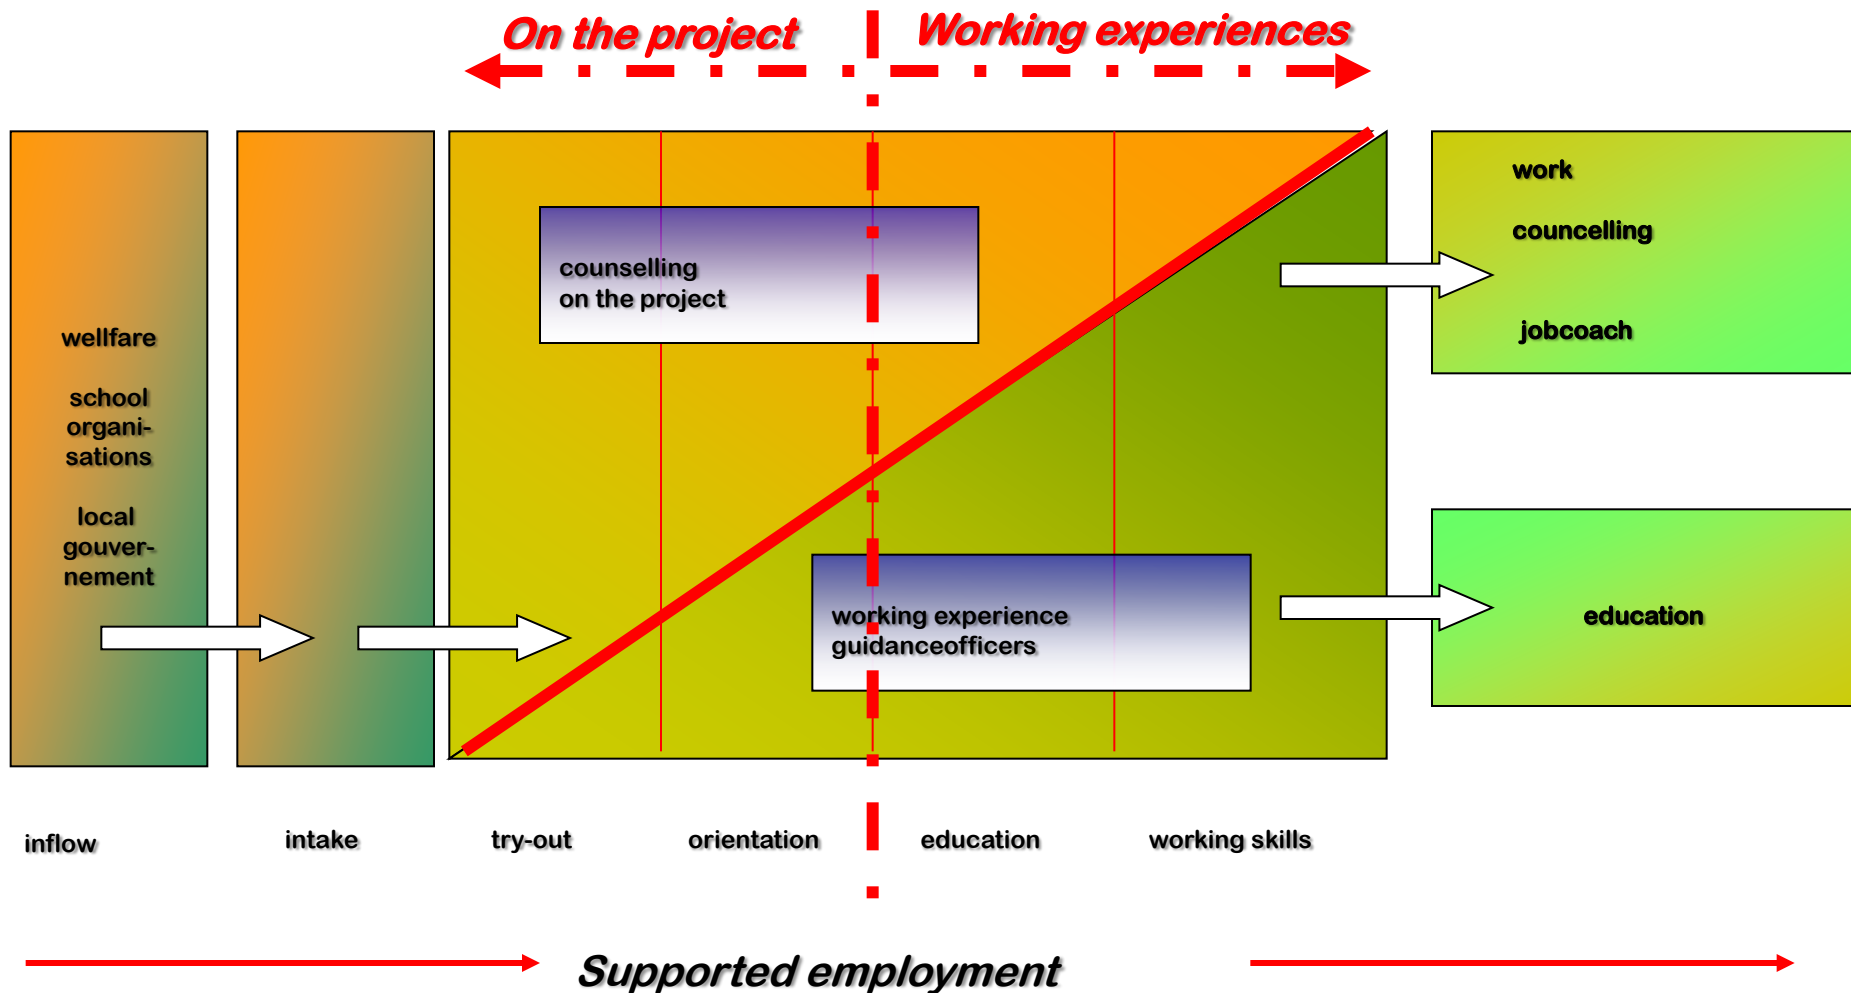 On the project
Working experiences
wellfare
school
organi-
sations
local
gouver-
nement
counselling
on the project
working experience
guidanceofficers
work
councelling
jobcoach
education
inflow
intake
try-out
orientation
education
working skills
Supported employment